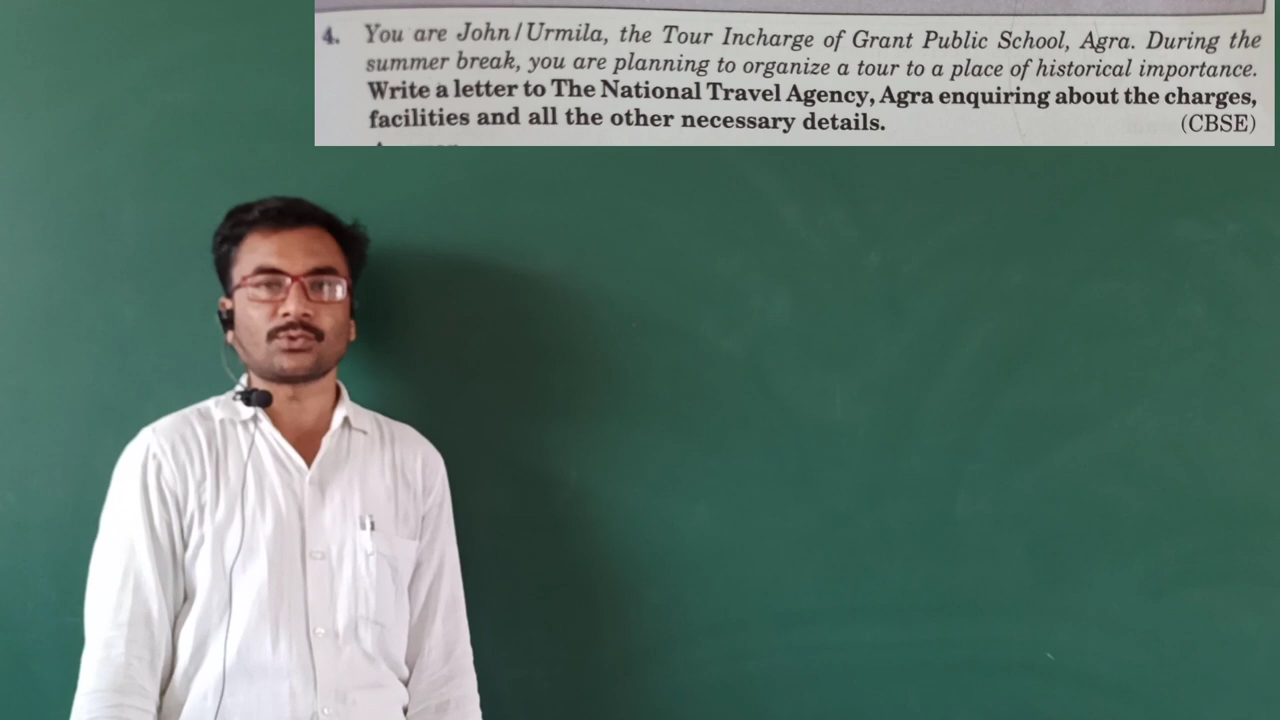 4. You are John/Urmila, the Tour Incharge of Grant Public School, Agra. During the
summer break, you are planning to organize a tour to a place of historical importance.
Write a letter to The National Travel Agency, Agra enquiring about the charges,
facilities and all the other necessary details. (CBSE)